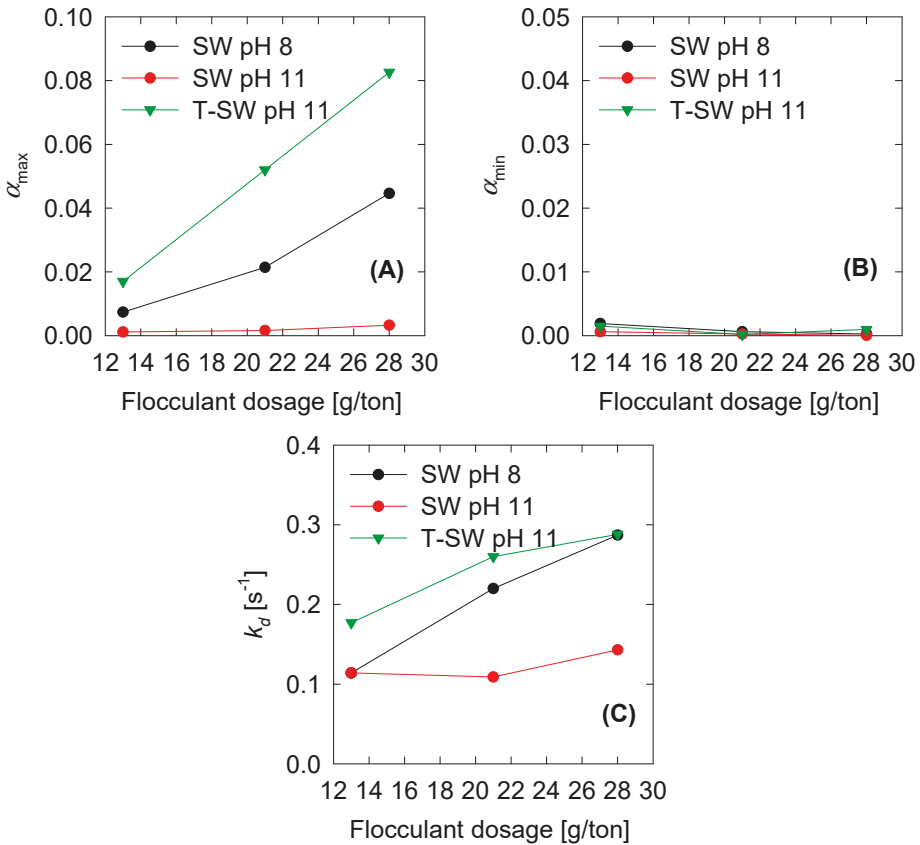 0.10
0.08
0.06
0.04
0.02
0.00
αmax
SW pH 8
SW pH 11
T-SW pH 11
(A)
12 14 16 18 20 22 24 26 28 30
Flocculant dosage [g/ton]
0.05
0.04
0.03
0.02
0.01
0.00
αmin
SW pH 8
SW pH 11
T-SW pH 11
(B)
12 14 16 18 20 22 24 26 28 30
Flocculant dosage [g/ton]
0.4
0.3
0.2
0.1
0.0
kd [s-1]
SW pH 8
SW pH 11
T-SW pH 11
(C)
12 14 16 18 20 22 24 26 28 30
Flocculant dosage [g/ton]